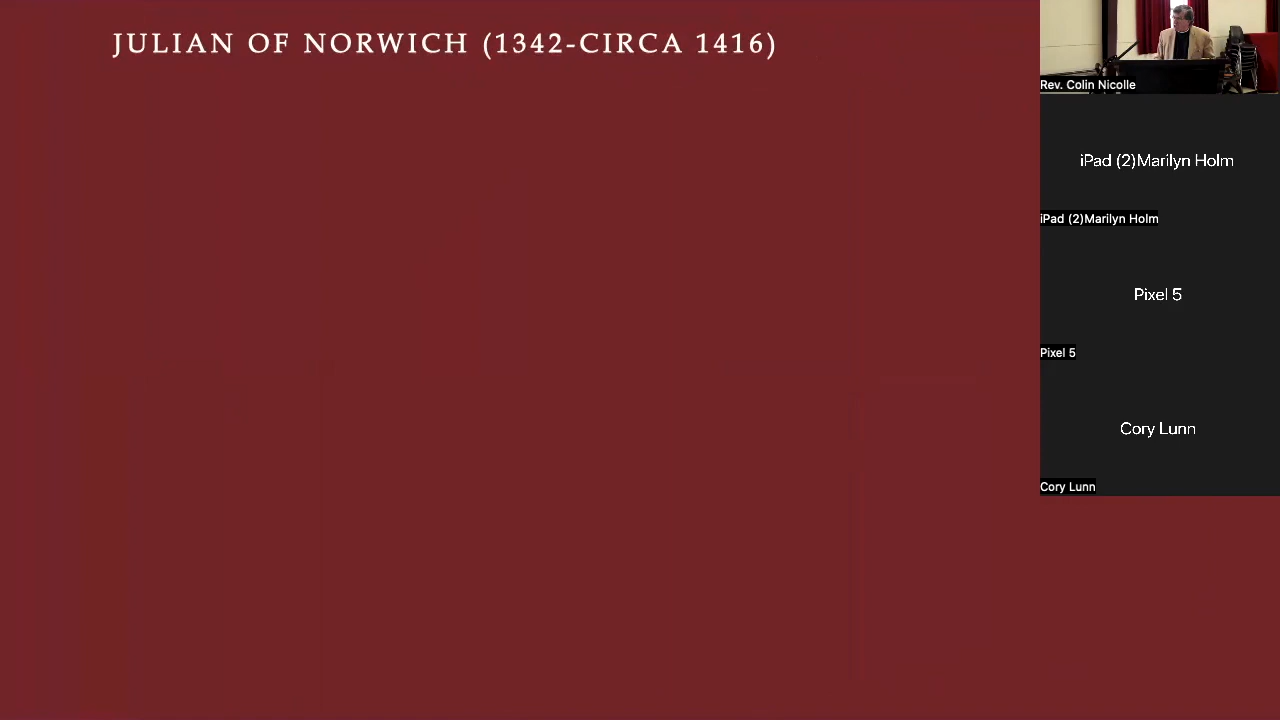 JULIAN OF NORWICH (1342-CIRCA 1416)
Rev. Colin Nicolle
iPad (2)Marilyn Holm
iPad (2)Marilyn Holm
Pixel 5
Pixel 5
Cory Lunn
Cory Lunn